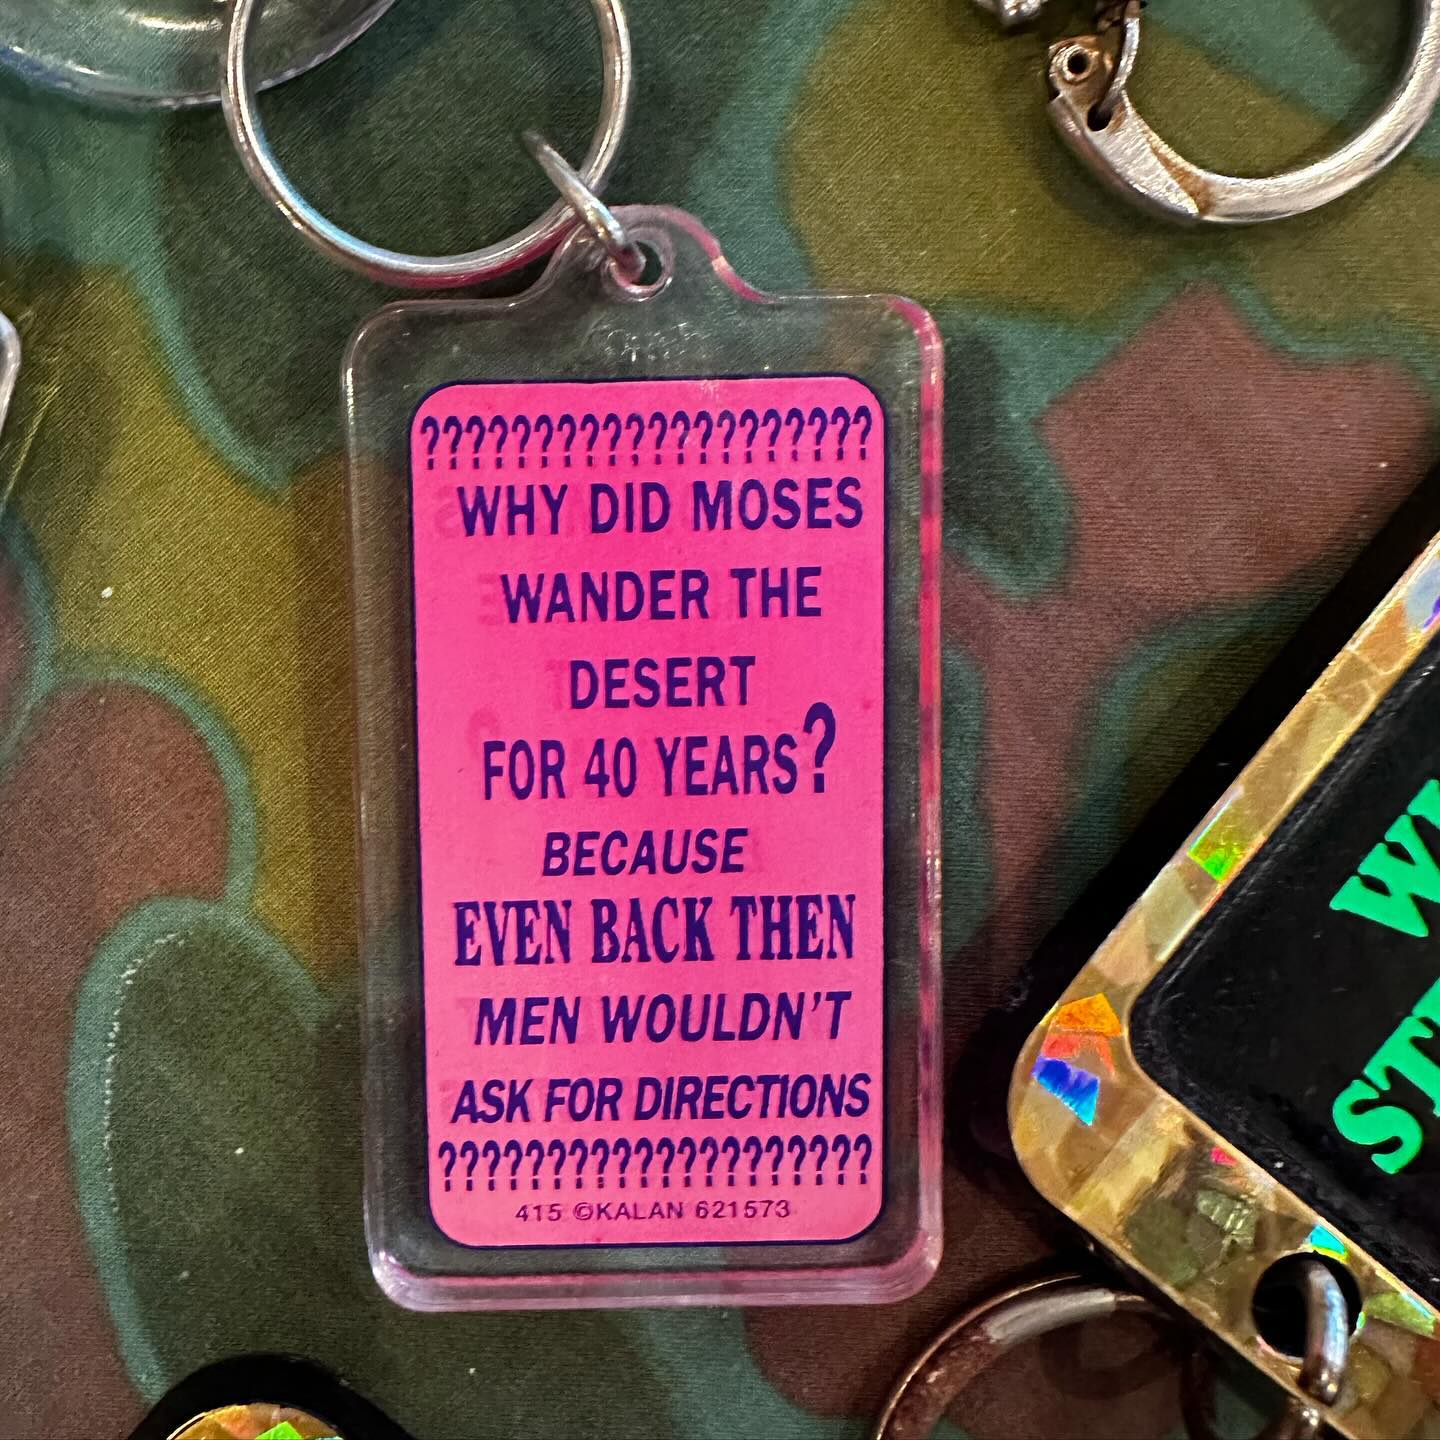 ????????????????????
WHY DID MOSES
WANDER THE
DESERT
FOR 40 YEARS?
BECAUSE
EVEN BACK THEN
MEN WOULDN'T
ASK FOR DIRECTIONS
????????????????????
415 ©KALAN 621573